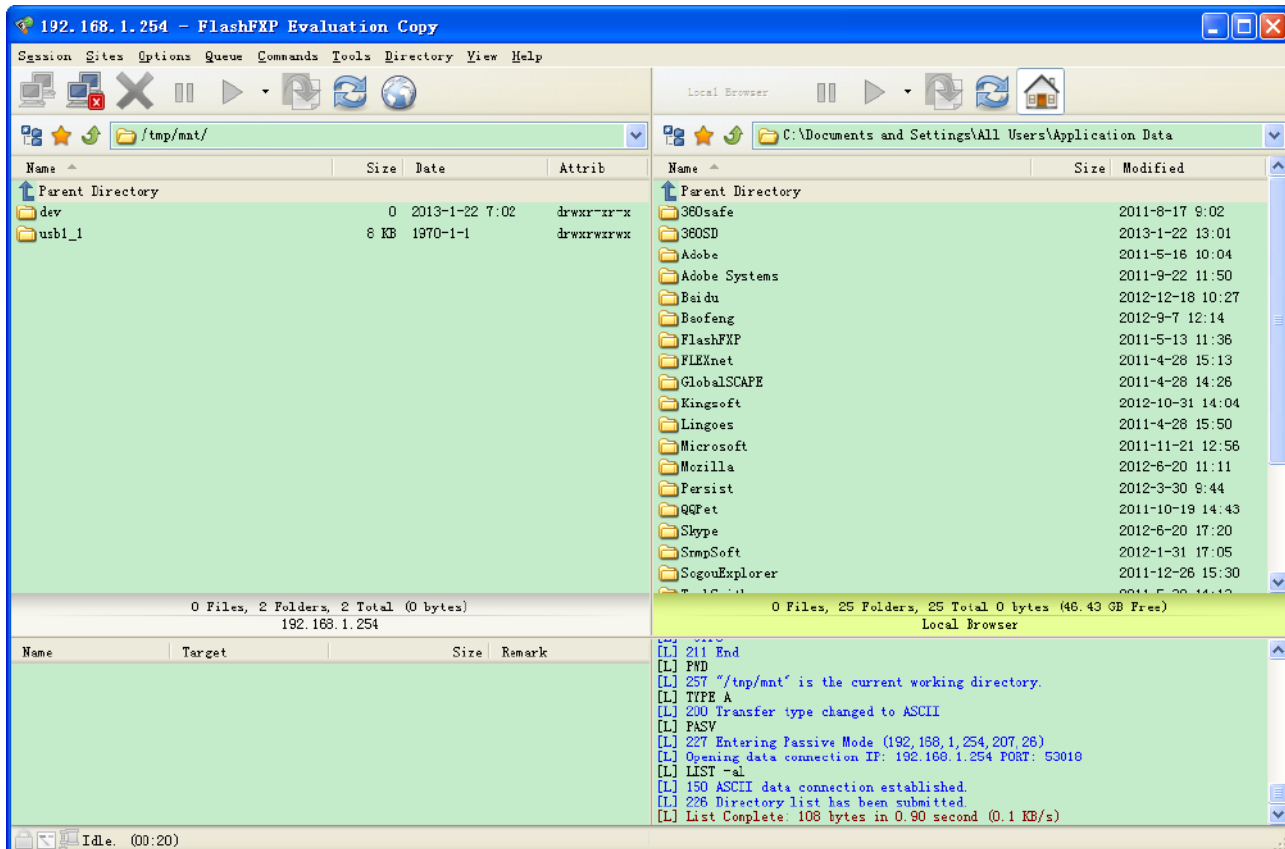 192.168.1.254 - FlashFXP Evaluation Copy
Session Sites Options Queue Commands Tools Directory View Help
Local Browser
/tmp/mnt/
C:\Documents and Settings\All Users\Application Data
Name Size Date Attrib
Parent Directory
dev 0 2013-1-22 7:02 drwxr-xr-x
usb1_1 8 KB 1970-1-1 drwxrwxrwx
0 Files, 2 Folders, 2 Total (0 bytes)
192.168.1.254
Name Size Modified
Parent Directory
360safe 2011-8-17 9:02
360SD 2013-1-22 13:01
Adobe 2011-5-16 10:04
Adobe Systems 2011-9-22 11:50
Baidu 2012-12-18 10:27
Baofeng 2012-9-7 12:14
FlashFXP 2011-5-13 11:36
FLEXnet 2011-4-28 15:13
GlobalSCAPE 2011-4-28 14:26
Kingsoft 2012-10-31 14:04
Lingoes 2011-4-28 15:50
Microsoft 2011-11-21 12:56
Mozilla 2012-6-20 11:11
Persist 2012-3-30 9:44
QQPet 2011-10-19 14:43
Skype 2012-6-20 17:20
SrmpSoft 2012-1-31 17:05
SogouExplorer 2011-12-26 15:30
0 Files, 25 Folders, 25 Total 0 bytes (46.43 GB Free)
Local Browser
Name Target Size Remark
[L] 211 End
[L] PWD
[L] 257 "/tmp/mnt" is the current working directory.
[L] TYPE A
[L] 200 Transfer type changed to ASCII
[L] PASV
[L] 227 Entering Passive Mode (192,168,1,254,207,26)
[L] Opening data connection IP: 192.168.1.254 PORT: 53018
[L] LIST -al
[L] 150 ASCII data connection established.
[L] 226 Directory list has been submitted.
[L] List Complete: 108 bytes in 0.90 second (0.1 KB/s)
Idle. (00:20)